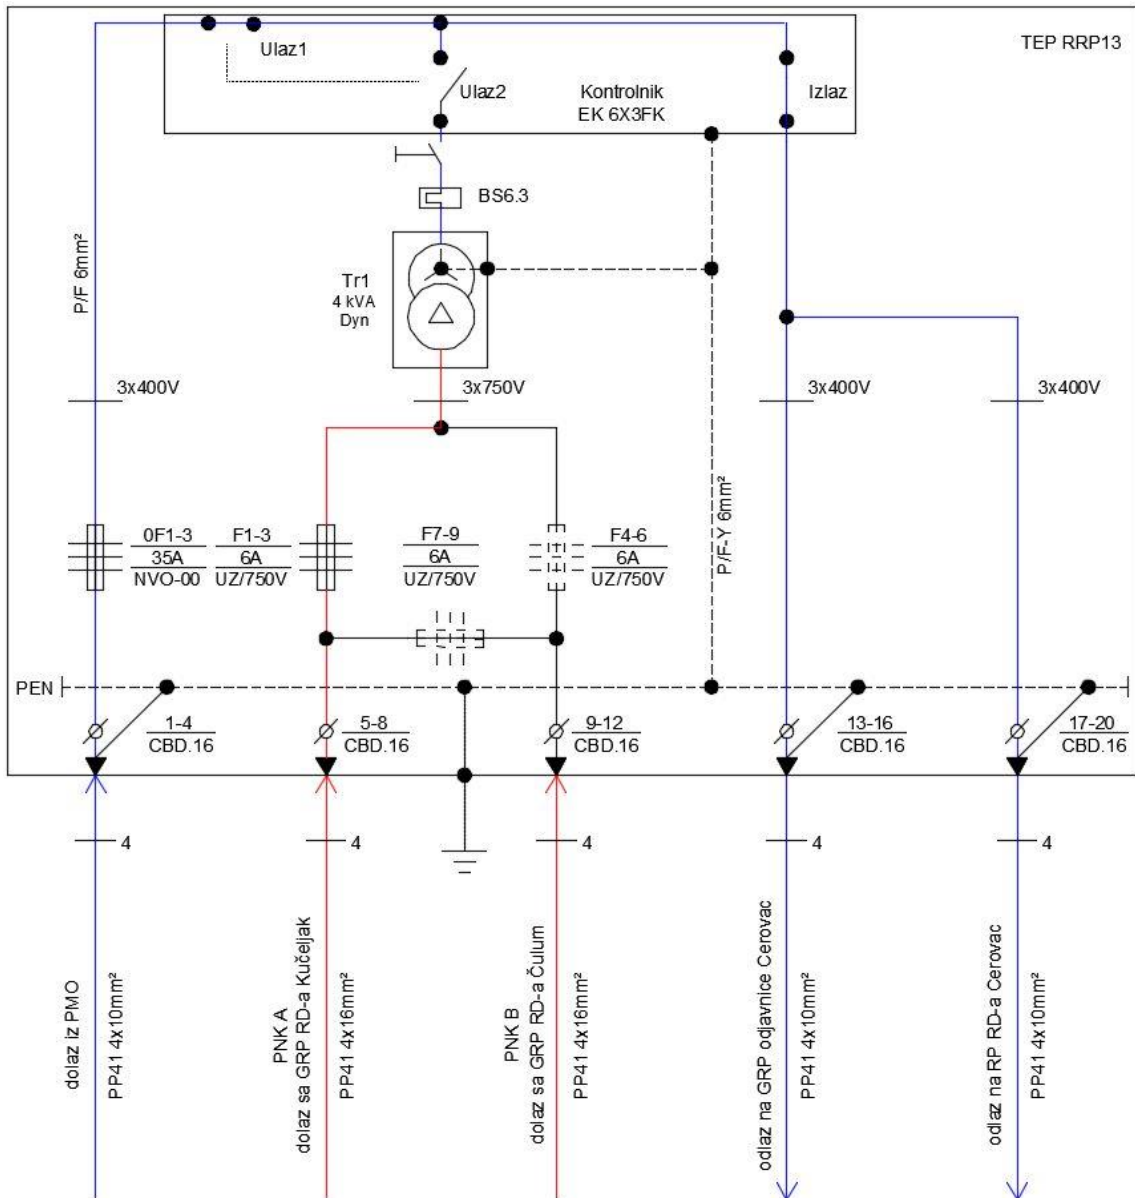 TEP RRP13
Ulaz1
Ulaz2
Kontrolnik
EK 6X3FK
Izlaz
BS6.3
P/F 6mm²
Tr1
4 kVA
Dyn
3x400V
3x750V
3x400V
3x400V
0F1-3
35A
NVO-00
F1-3
6A
UZ/750V
F7-9
6A
UZ/750V
F4-6
6A
UZ/750V
P/F-Y 6mm²
PEN
1-4
CBD.16
5-8
CBD.16
9-12
CBD.16
13-16
CBD.16
17-20
CBD.16
4
4
4
4
4
dolaz iz PMO
PP41 4x10mm²
PNK A
dolaz sa GRP RD-a Kučeljak
PP41 4x16mm²
PNK B
dolaz sa GRP RD-a Čulum
PP41 4x16mm²
odlaz na GRP odjavnice Cerovac
PP41 4x10mm²
odlaz na RP RD-a Cerovac
PP41 4x10mm²